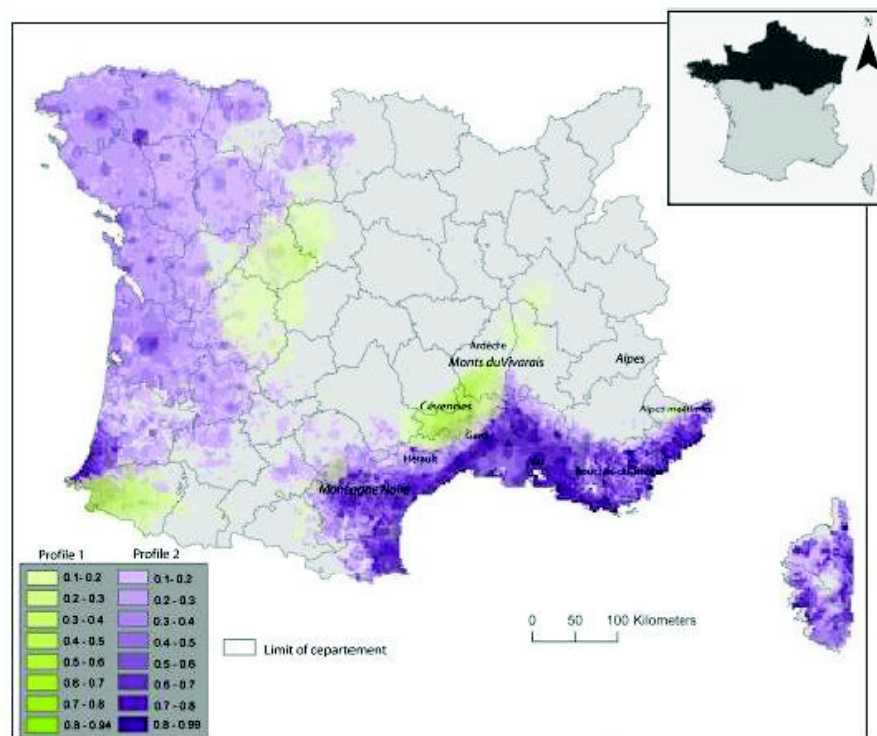 N
Ardèche
Monts duVivarais
Alpes
Cévennes
Gard
Hérault
Montagne Noire
Profile 1 Profile 2
0.1- 0.2 0.1- 0.2
0.2 - 0.3 0.2 - 0.3
0.3 - 0.4 0.3 - 0.4
0.4 - 0.5 0.4 - 0.5
0.5 - 0.6 0.5 - 0.6
0.6 - 0.7 0.6 - 0.7
0.7 - 0.8 0.7 - 0.8
0.8 - 0.94 0.8 - 0.99
Limit of cepartement
0 50 100 Kilometers